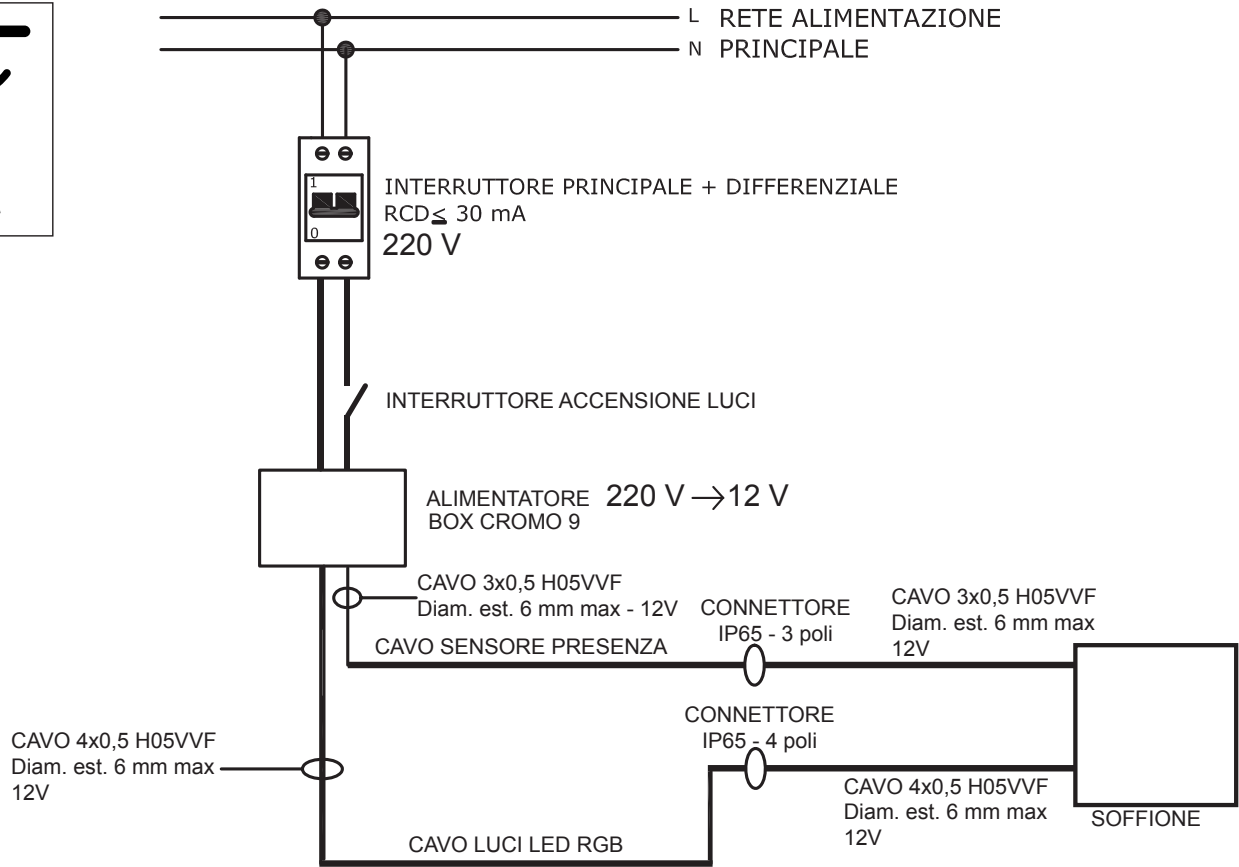 L RETE ALIMENTAZIONE
N PRINCIPALE
1
0
INTERRUTTORE PRINCIPALE + DIFFERENZIALE
RCD≤ 30 mA
220 V
INTERRUTTORE ACCENSIONE LUCI
ALIMENTATORE 220 V →12 V
BOX CROMO 9
CAVO 3x0,5 H05VVF
Diam. est. 6 mm max - 12V
CAVO SENSORE PRESENZA
CONNETTORE
IP65 - 3 poli
CAVO 3x0,5 H05VVF
Diam. est. 6 mm max
12V
CONNETTORE
IP65 - 4 poli
CAVO 4x0,5 H05VVF
Diam. est. 6 mm max
12V
CAVO 4x0,5 H05VVF
Diam. est. 6 mm max
12V
SOFFIONE
CAVO LUCI LED RGB